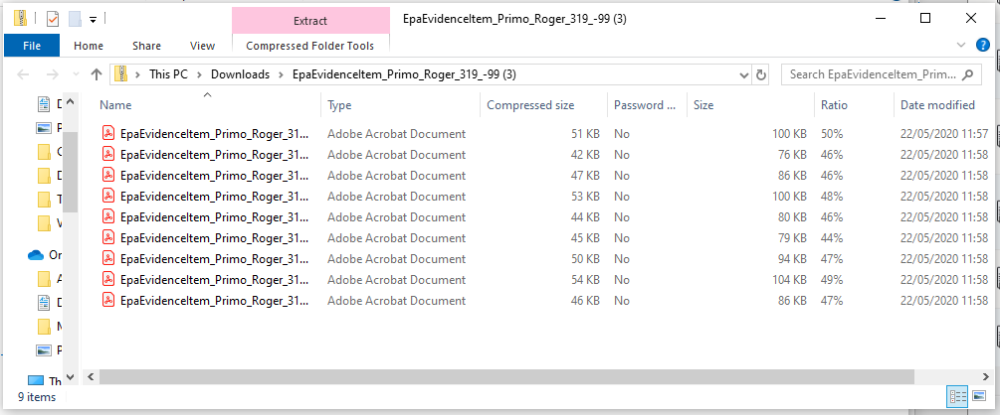 Extract EpaEvidenceItem_Primo_Roger_319_-99 (3)
File Home Share View Compressed Folder Tools
This PC Downloads EpaEvidenceItem_Primo_Roger_319_-99 (3) Search EpaEvidenceItem_Prim...
Name Type Compressed size Password ... Size Ratio Date modified
EpaEvidenceItem_Primo_Roger_31... Adobe Acrobat Document 51 KB No 100 KB 50% 22/05/2020 11:57
EpaEvidenceItem_Primo_Roger_31... Adobe Acrobat Document 42 KB No 76 KB 46% 22/05/2020 11:58
EpaEvidenceItem_Primo_Roger_31... Adobe Acrobat Document 47 KB No 86 KB 46% 22/05/2020 11:58
EpaEvidenceItem_Primo_Roger_31... Adobe Acrobat Document 53 KB No 100 KB 48% 22/05/2020 11:58
EpaEvidenceItem_Primo_Roger_31... Adobe Acrobat Document 44 KB No 80 KB 46% 22/05/2020 11:58
EpaEvidenceItem_Primo_Roger_31... Adobe Acrobat Document 45 KB No 79 KB 44% 22/05/2020 11:58
EpaEvidenceItem_Primo_Roger_31... Adobe Acrobat Document 50 KB No 94 KB 47% 22/05/2020 11:58
EpaEvidenceItem_Primo_Roger_31... Adobe Acrobat Document 54 KB No 104 KB 49% 22/05/2020 11:58
EpaEvidenceItem_Primo_Roger_31... Adobe Acrobat Document 46 KB No 86 KB 47% 22/05/2020 11:58
9 items